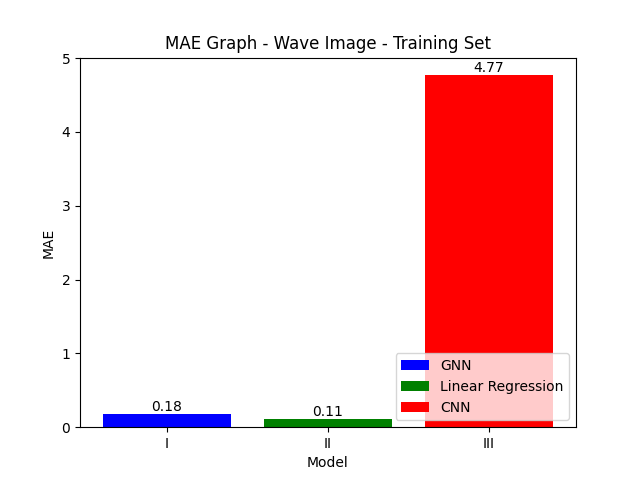 MAE Graph - Wave Image - Training Set
5
4
3
2
1
0
MAE
0.18
0.11
4.77
GNN
Linear Regression
CNN
I
II
III
Model